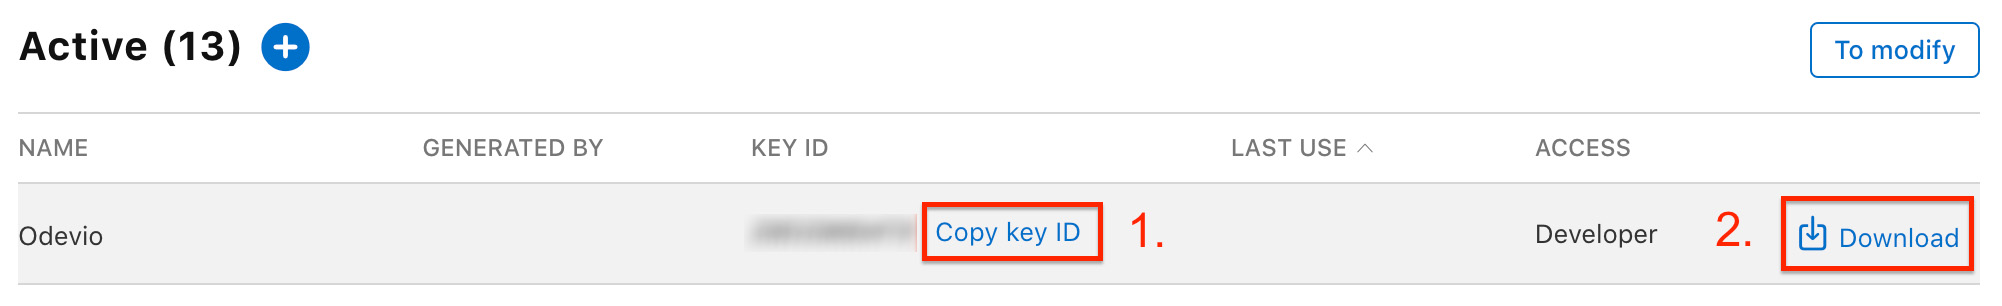 Active (13)
To modify
NAME GENERATED BY KEY ID LAST USE ACCESS
Odevio Copy key ID 1. Developer 2. Download